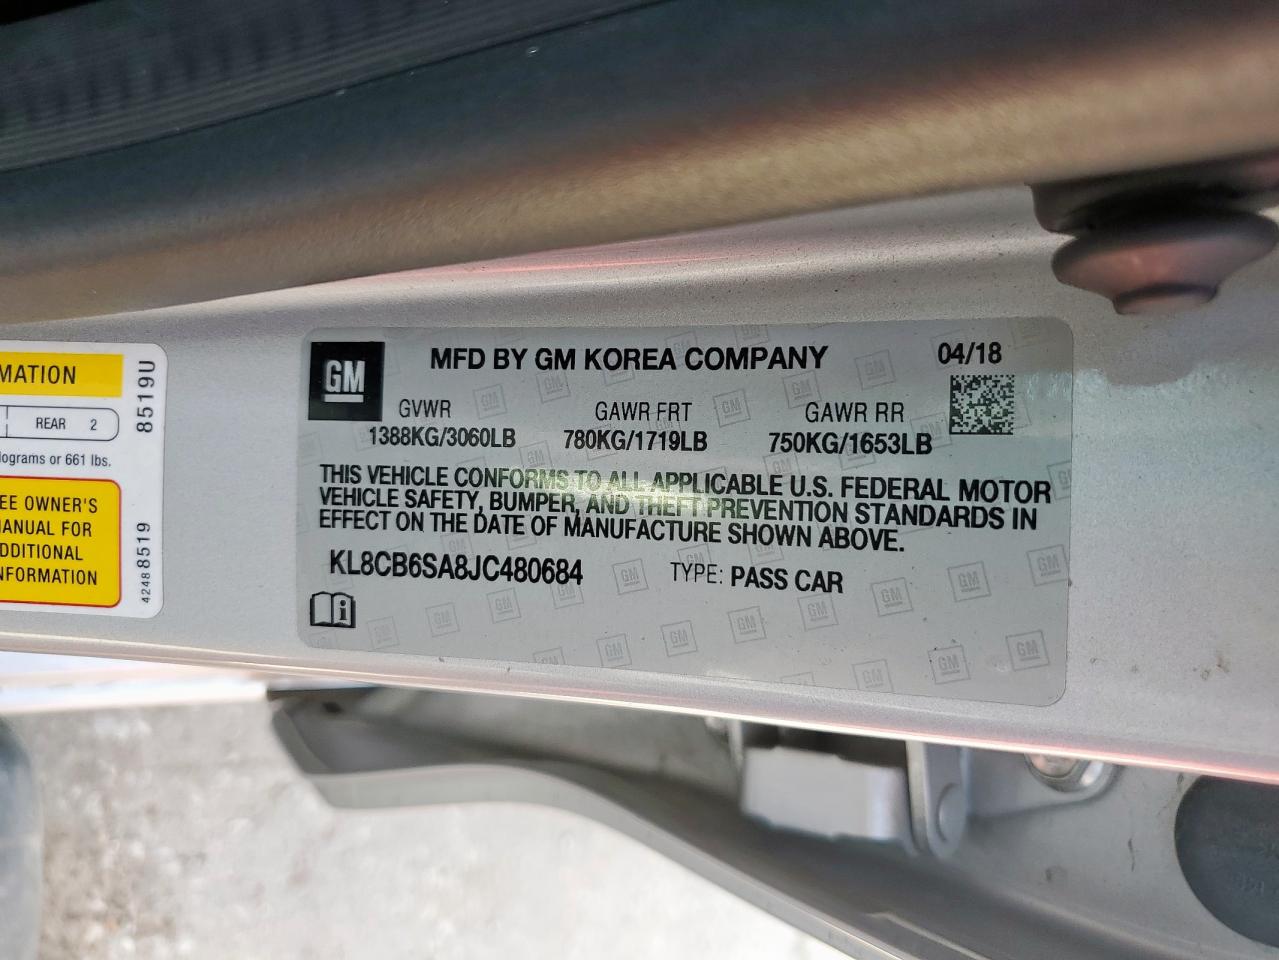 MATION
REAR 2
8519U
lograms or 661 lbs.
EE OWNER'S
ANUAL FOR
DDITIONAL
NFORMATION
42488519
GM
MFD BY GM KOREA COMPANY
04/18
GVWR GAWR FRT GAWR RR
1388KG/3060LB 780KG/1719LB 750KG/1653LB
THIS VEHICLE CONFORMS TO ALL APPLICABLE U.S. FEDERAL MOTOR
VEHICLE SAFETY, BUMPER, AND THEFT PREVENTION STANDARDS IN
EFFECT ON THE DATE OF MANUFACTURE SHOWN ABOVE.
KL8CB6SA8JC480684 TYPE: PASS CAR